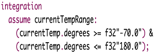 integration
assume currentTempRange:
(currentTemp.degrees >= f32"-70.0") &
(currentTemp.degrees <= f32"180.0");